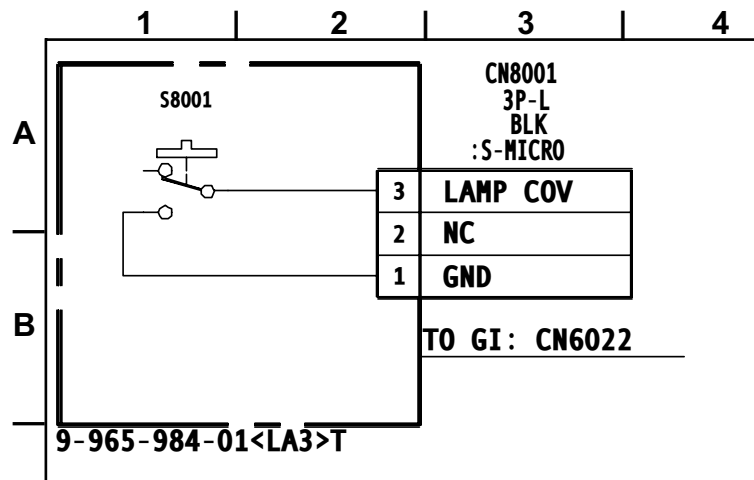 1 2 3 4
A
B
S8001
CN8001
3P-L
BLK
:S-MICRO
3 LAMP COV
2 NC
1 GND
TO GI: CN6022
9-965-984-01<LA3>T